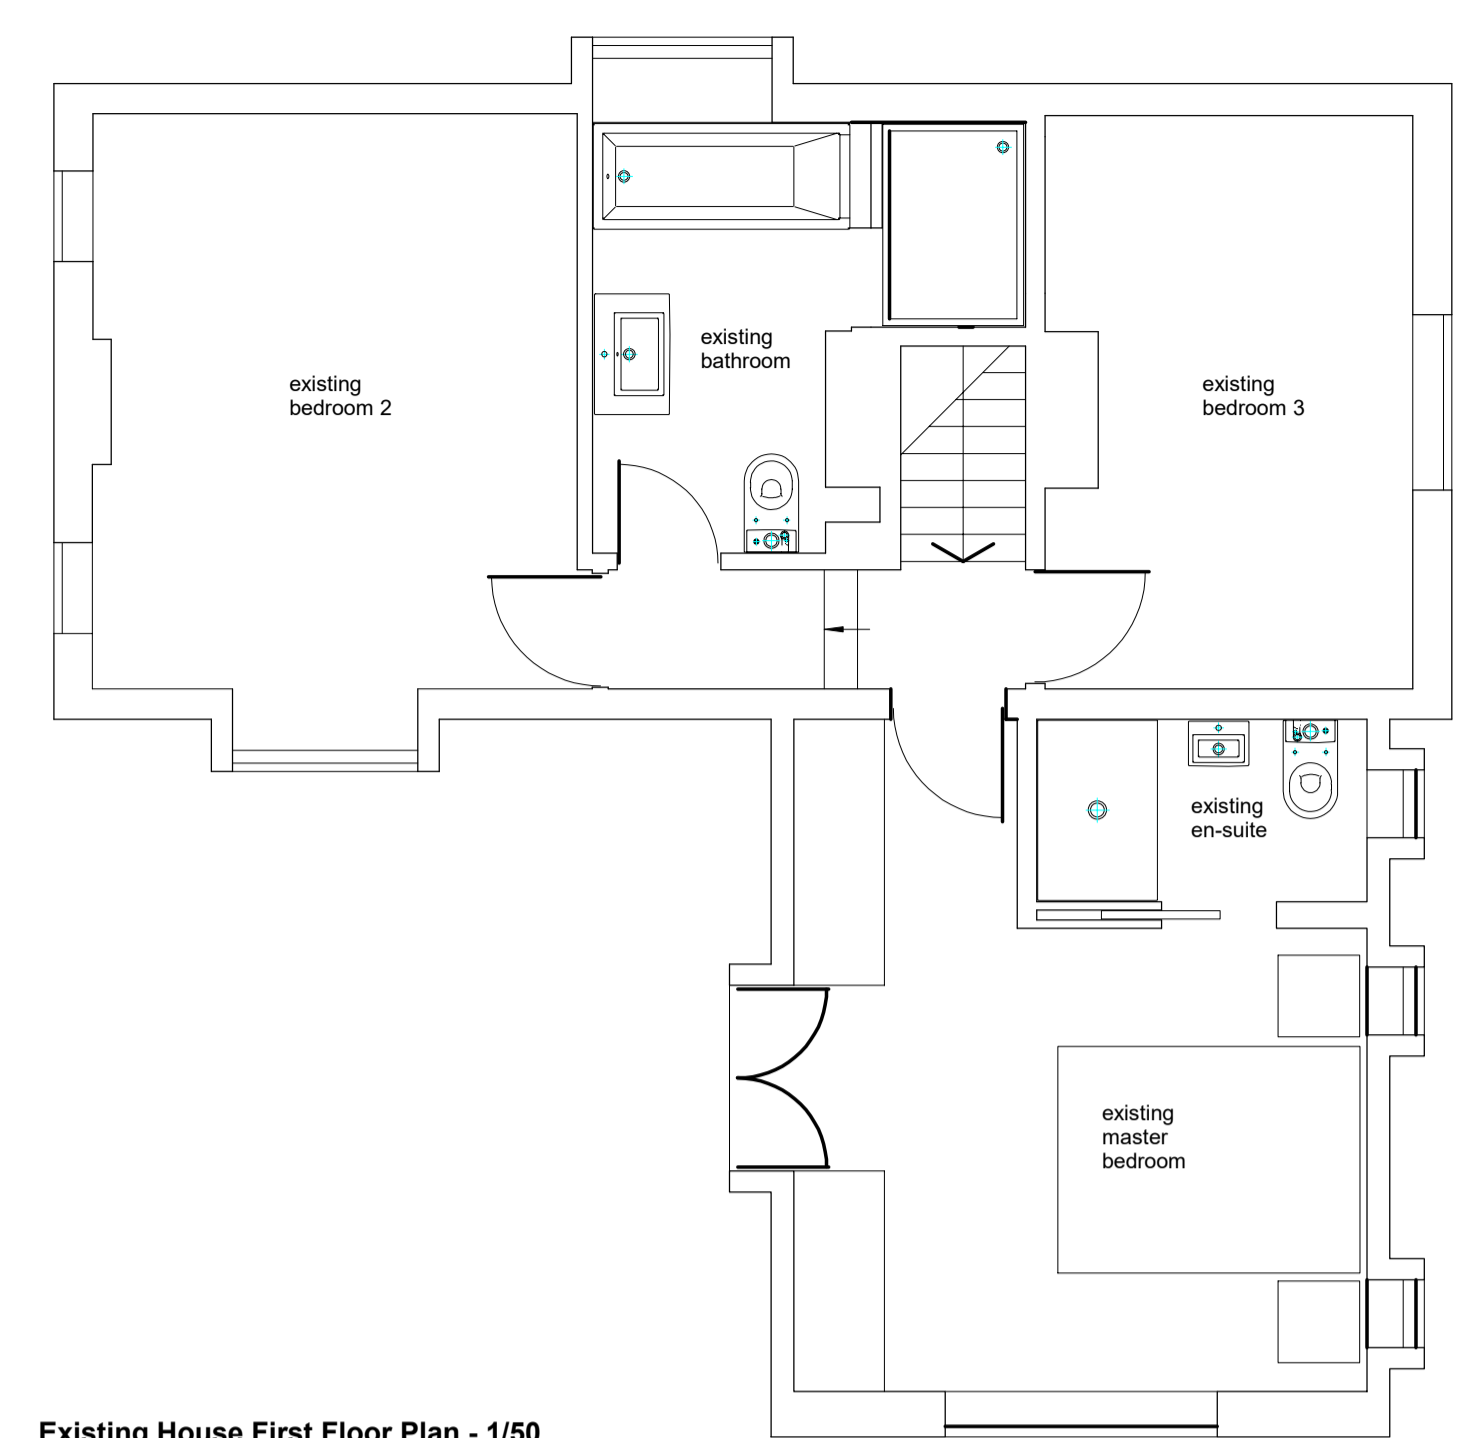 existing
bathroom
existing
bedroom 2
existing
bedroom 3
existing
en-suite
existing
master
bedroom
Existing House First Floor Plan - 1/50